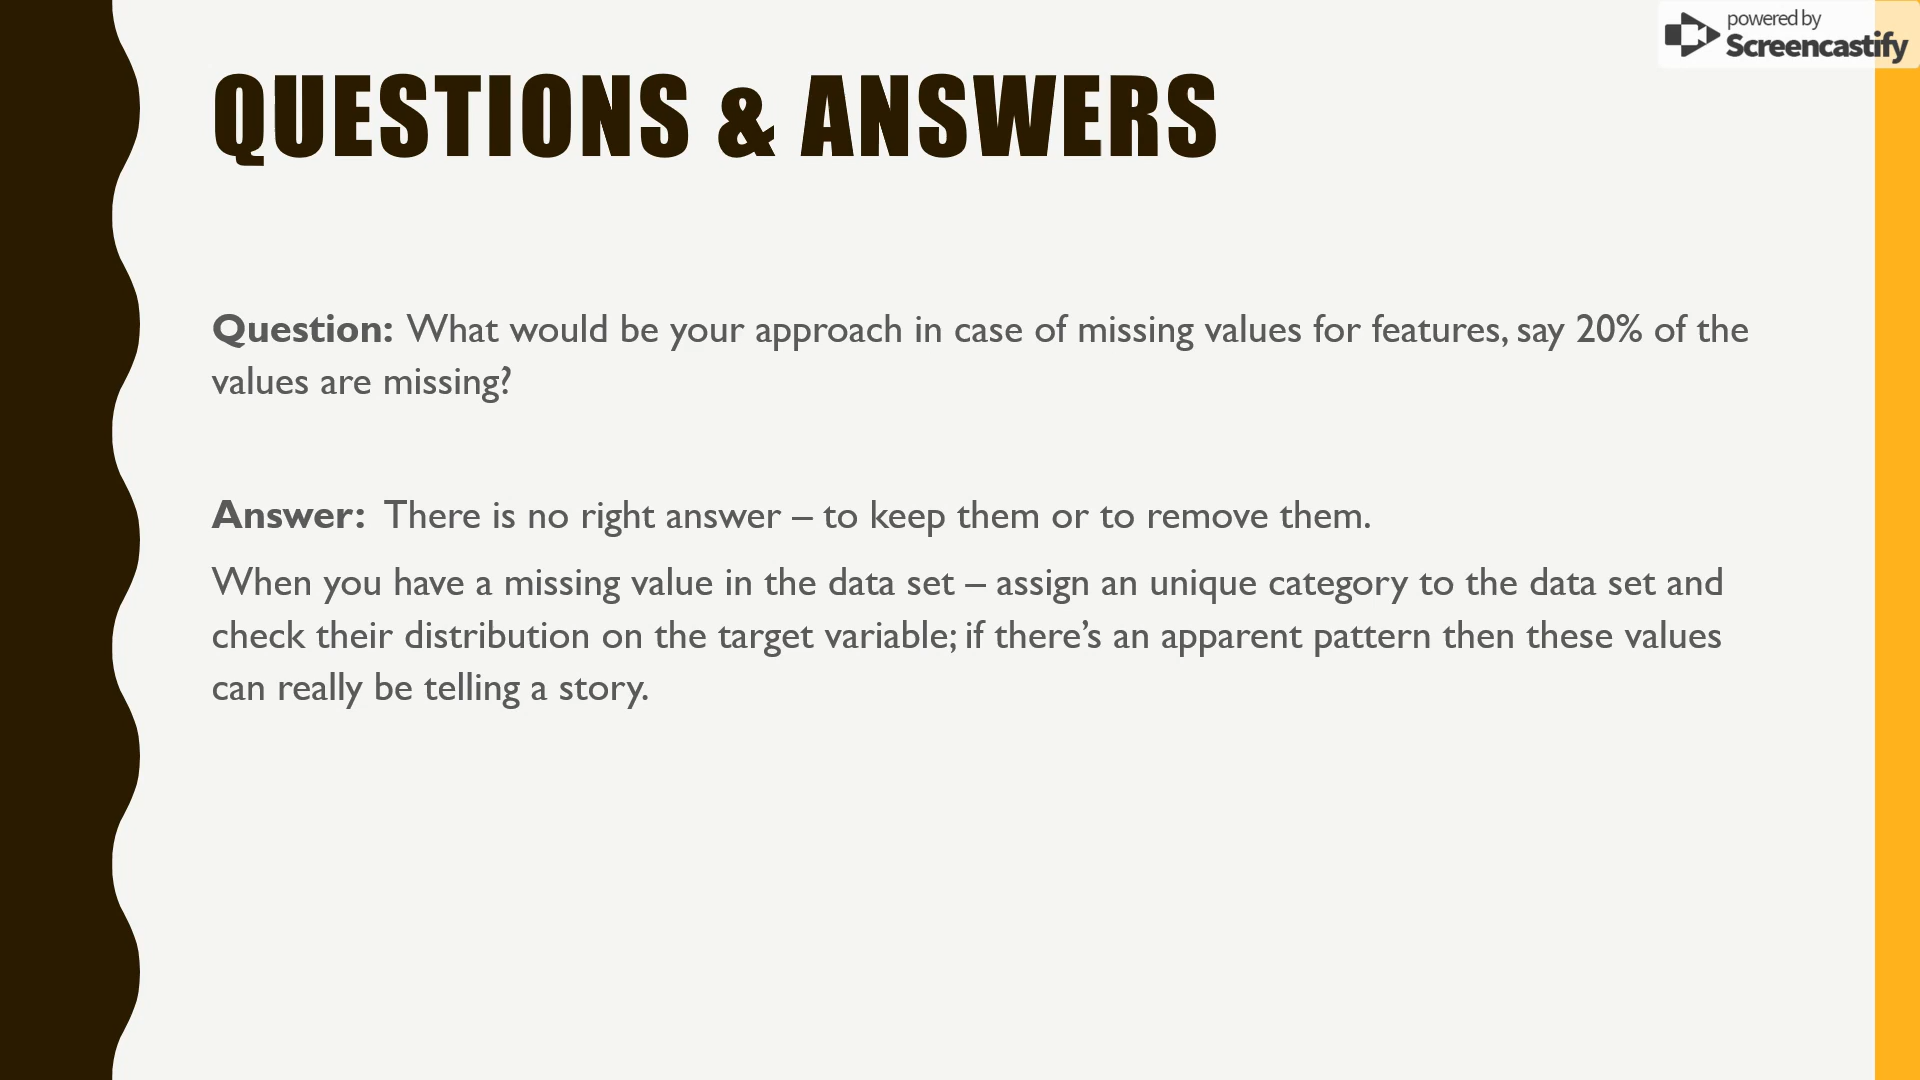 powered by
Screencastify
QUESTIONS & ANSWERS
Question: What would be your approach in case of missing values for features, say 20% of the
values are missing?
Answer: There is no right answer – to keep them or to remove them.
When you have a missing value in the data set – assign an unique category to the data set and
check their distribution on the target variable; if there’s an apparent pattern then these values
can really be telling a story.